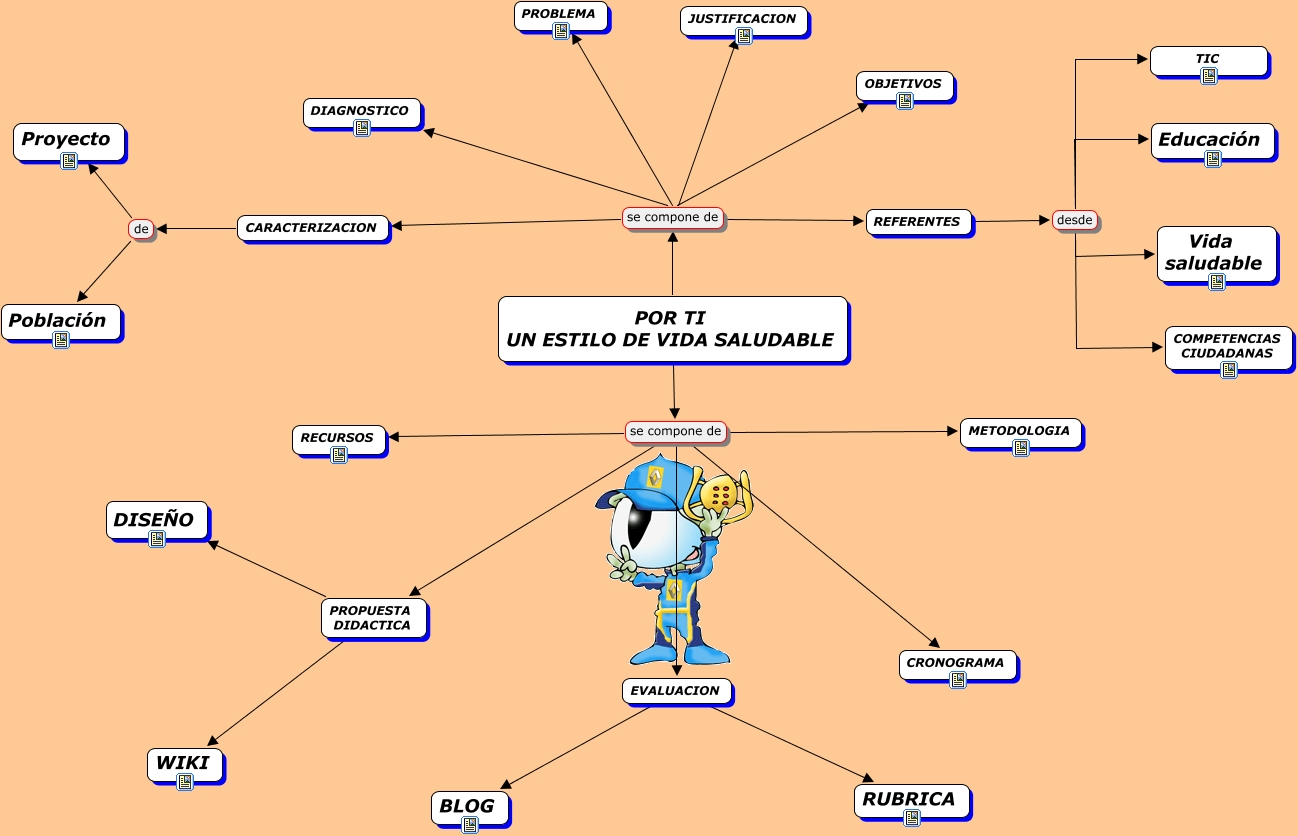 PROBLEMA
JUSTIFICACION
TIC
OBJETIVOS
DIAGNOSTICO
Proyecto
Educación
se compone de
REFERENTES
desde
de
CARACTERIZACION
Vida
saludable
Población
POR TI
UN ESTILO DE VIDA SALUDABLE
COMPETENCIAS
CIUDADANAS
RECURSOS
se compone de
METODOLOGIA
DISEÑO
PROPUESTA
DIDACTICA
CRONOGRAMA
EVALUACION
WIKI
BLOG
RUBRICA